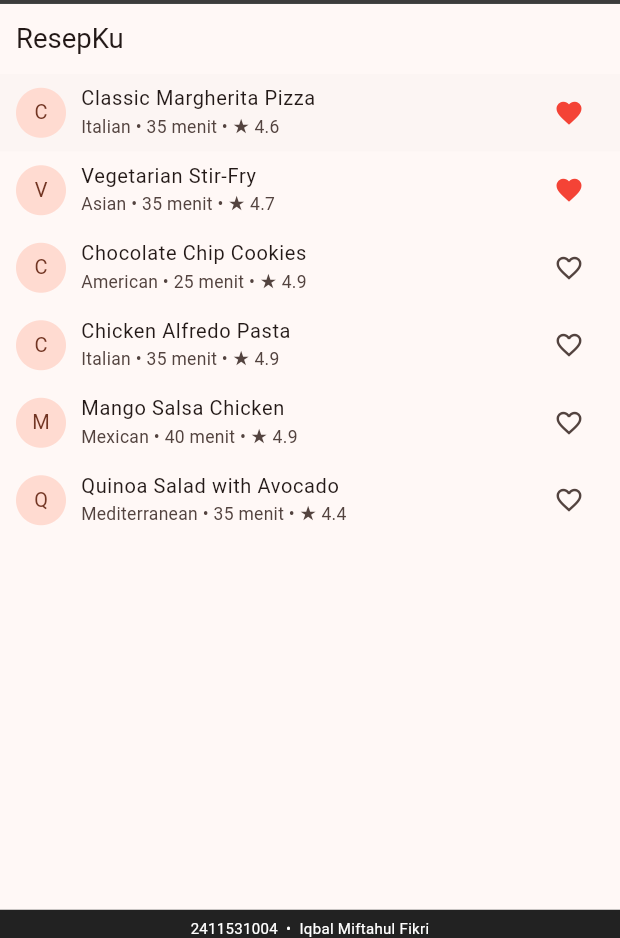 ResepKu
C
Classic Margherita Pizza
Italian • 35 menit • ★ 4.6
V
Vegetarian Stir-Fry
Asian • 35 menit • ★ 4.7
C
Chocolate Chip Cookies
American • 25 menit • ★ 4.9
C
Chicken Alfredo Pasta
Italian • 35 menit • ★ 4.9
M
Mango Salsa Chicken
Mexican • 40 menit • ★ 4.9
Q
Quinoa Salad with Avocado
Mediterranean • 35 menit • ★ 4.4
2411531004 • Iqbal Miftahul Fikri